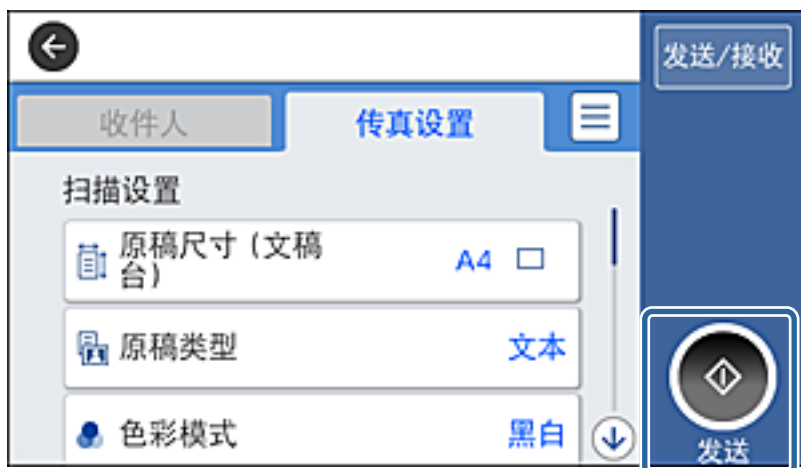 发送/接收
收件人
传真设置
扫描设置
原稿尺寸 (文稿
台)
A4
原稿类型
文本
色彩模式
黑白
发送